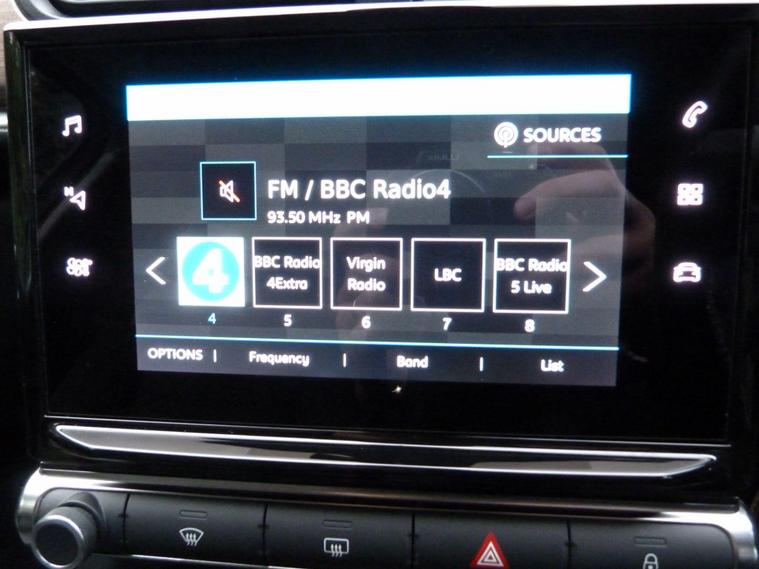 SOURCES
FM / BBC Radio4
93.50 MHz PM
4
BBC Radio
4Extra
Virgin
Radio
LBC
BBC Radio
5 Live
4 5 6 7 8
OPTIONS | Frequency | Band | List
N